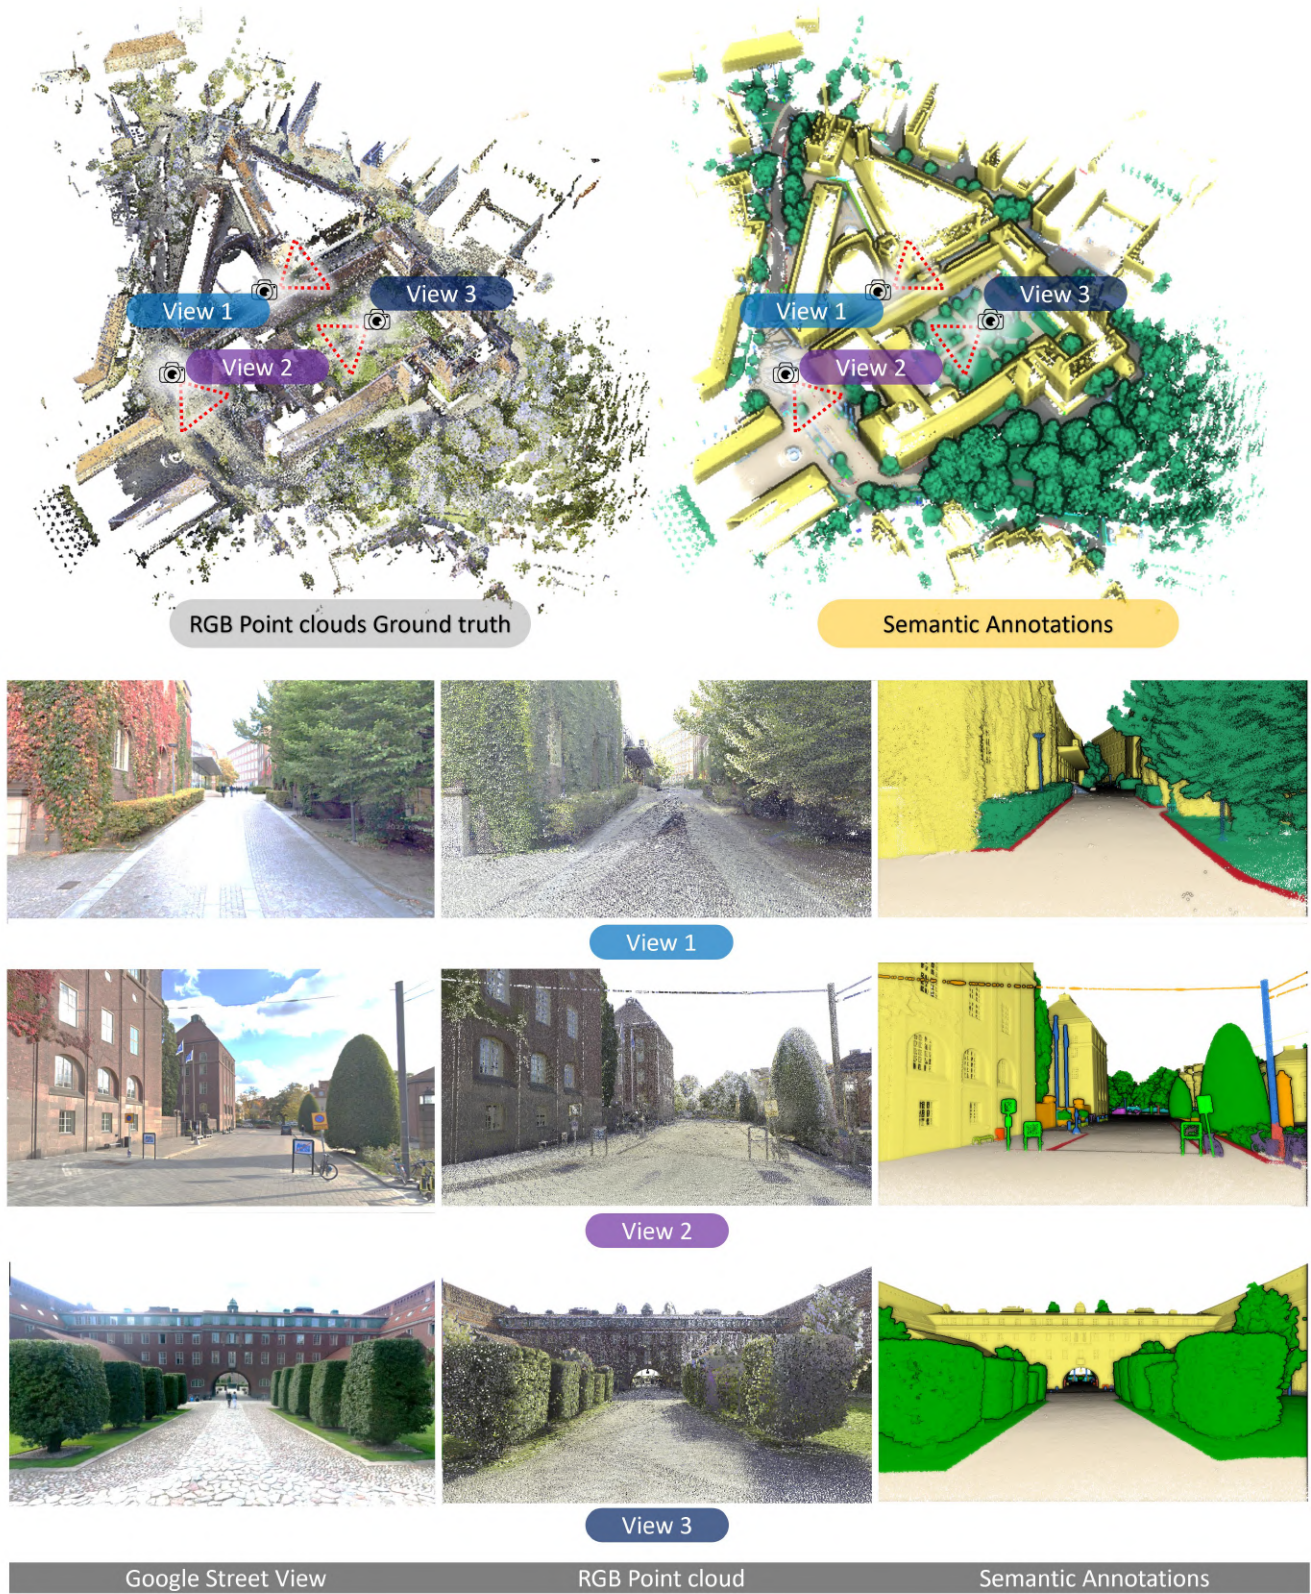 View 1
View 3
View 2
View 1
View 3
View 2
RGB Point clouds Ground truth
Semantic Annotations
View 1
View 2
View 3
Google Street View
RGB Point cloud
Semantic Annotations